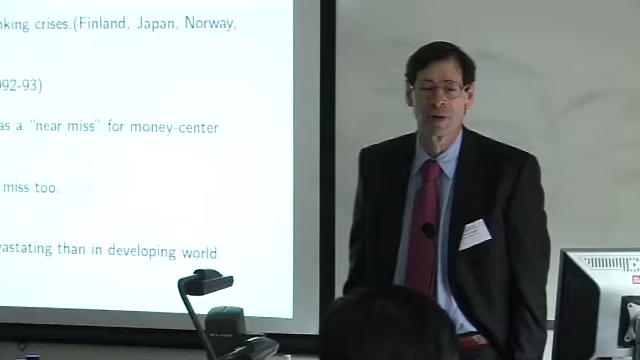 nking crises.(Finland, Japan, Norway,
992-93)
as a "near miss" for money-center
miss too.
vastating than in developing world.